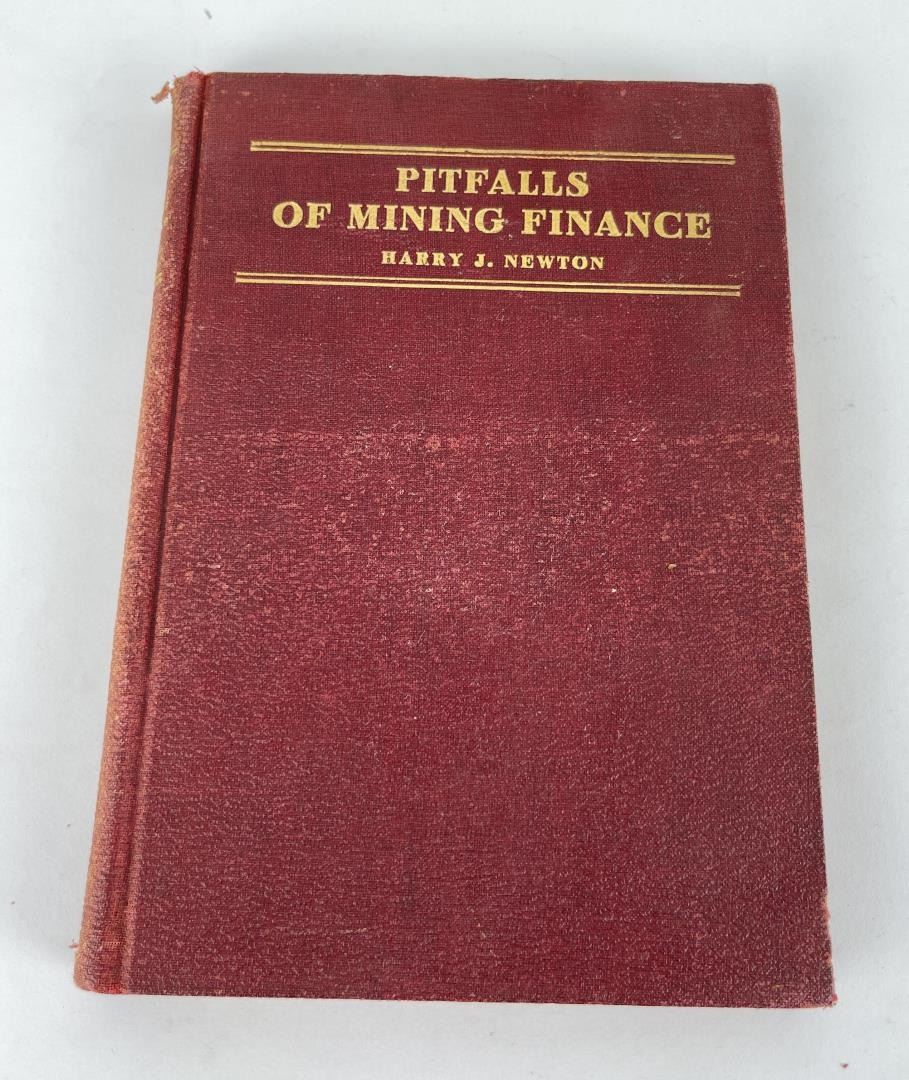 PITFALLS
OF MINING FINANCE
HARRY J. NEWTON